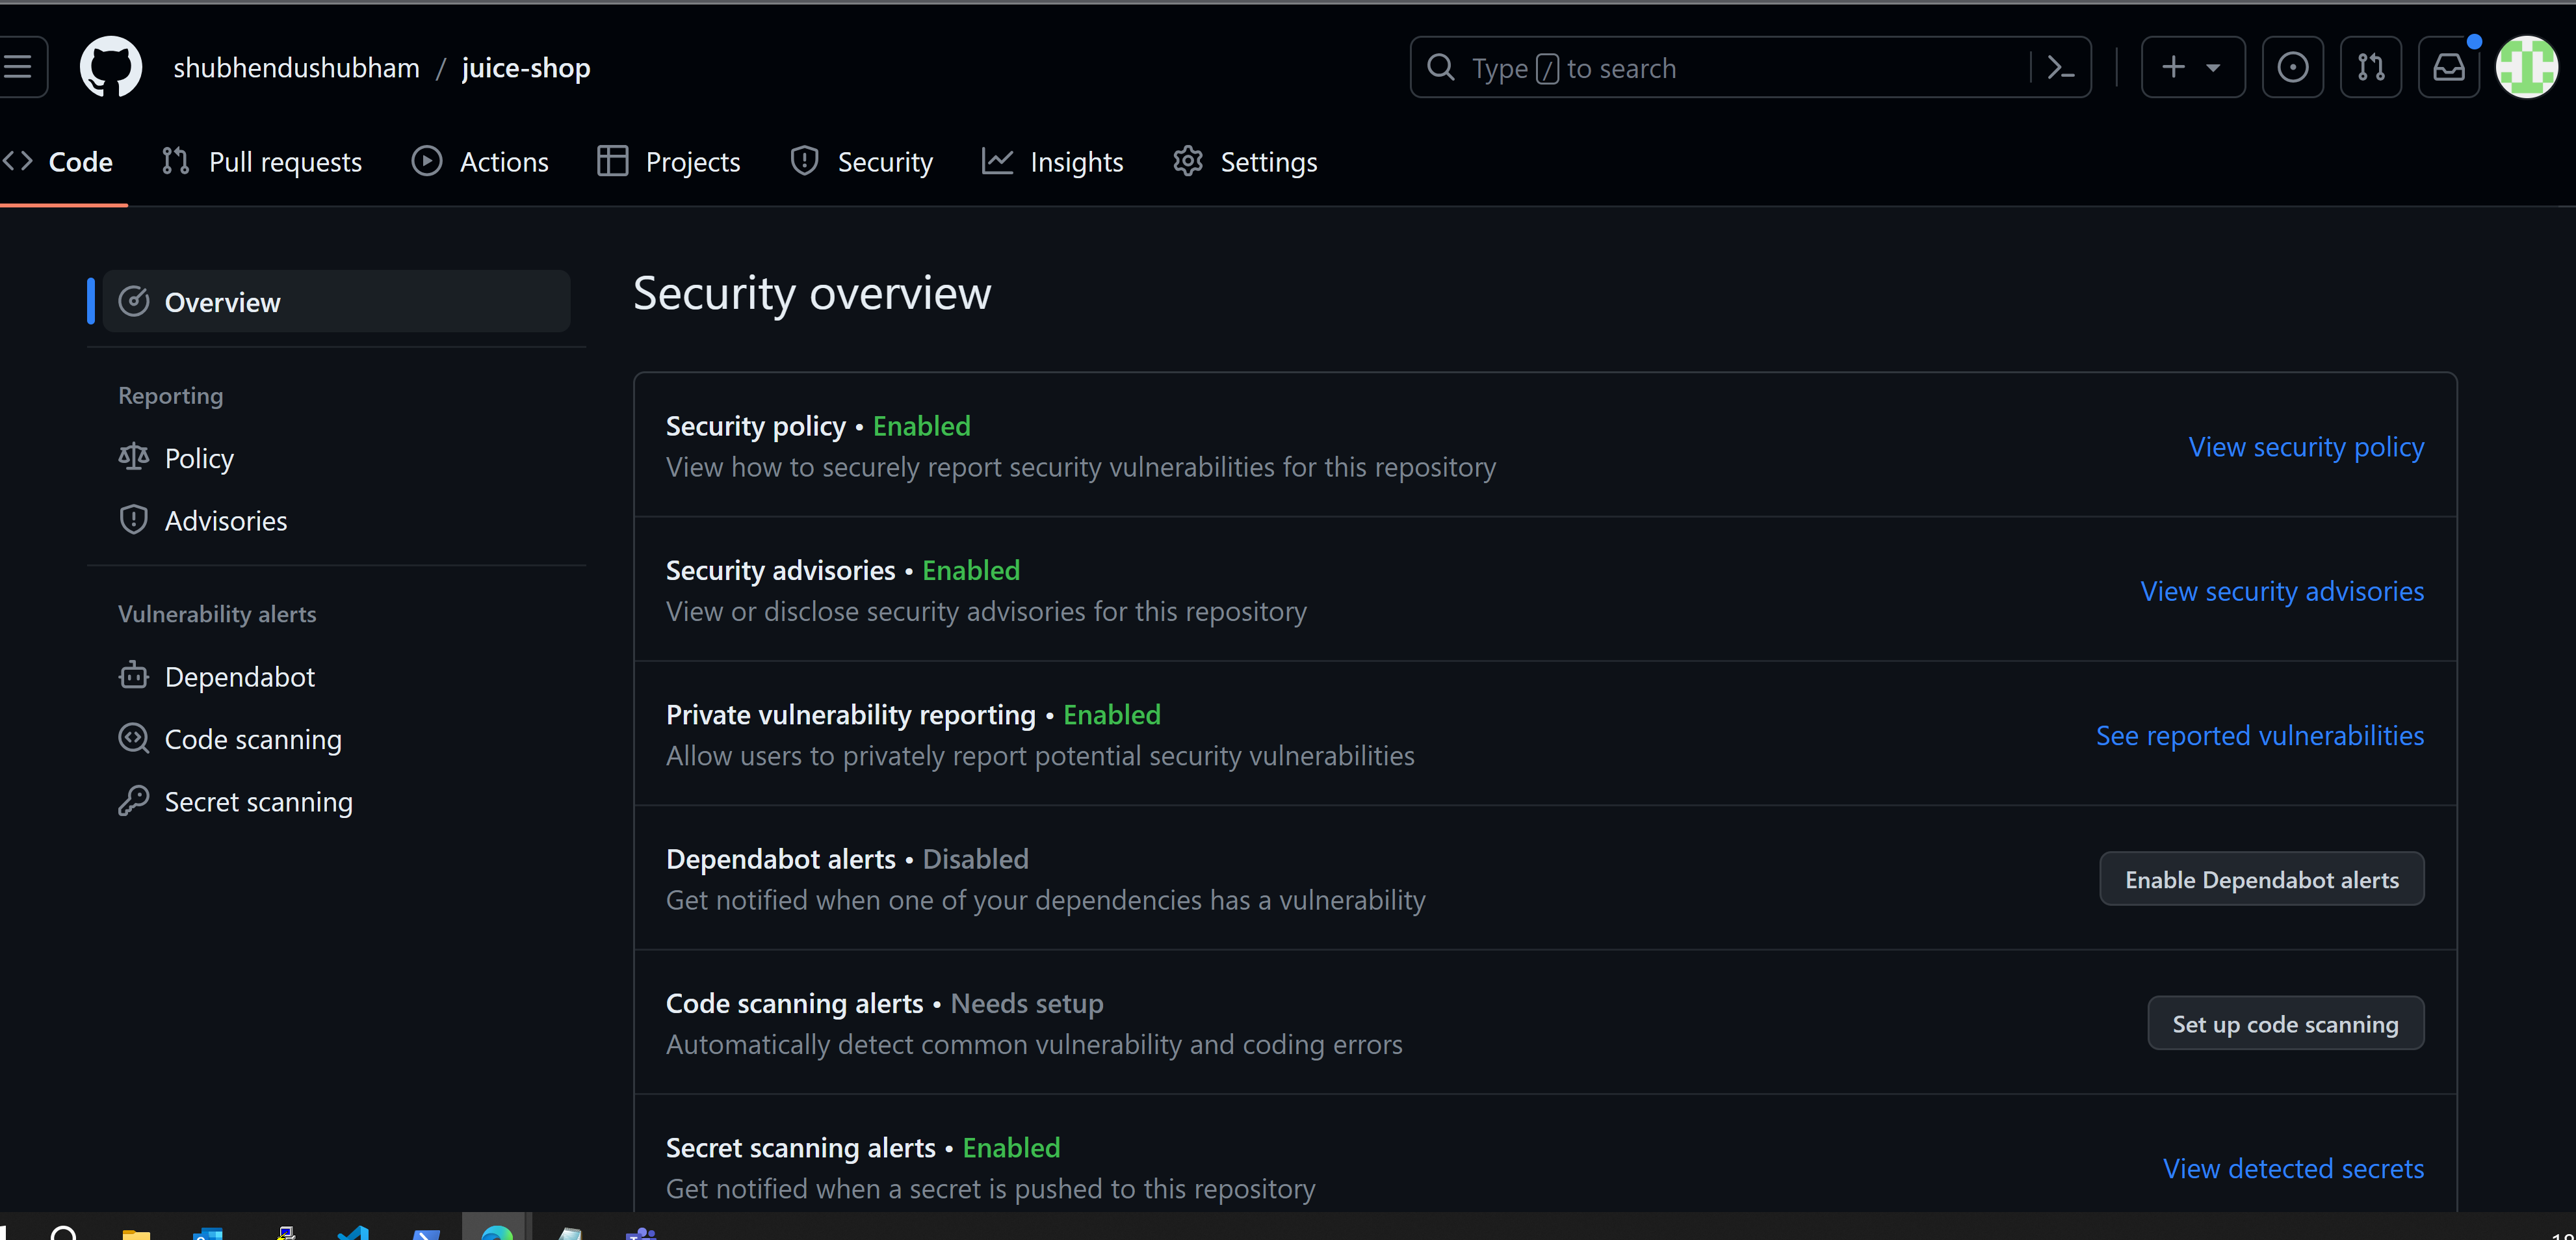 shubhendushubham / juice-shop
Type / to search
Code Pull requests Actions Projects Security Insights Settings
Overview
Reporting
Policy
Advisories
Vulnerability alerts
Dependabot
Code scanning
Secret scanning
Security overview
Security policy • Enabled
View how to securely report security vulnerabilities for this repository
View security policy
Security advisories • Enabled
View or disclose security advisories for this repository
View security advisories
Private vulnerability reporting • Enabled
Allow users to privately report potential security vulnerabilities
See reported vulnerabilities
Dependabot alerts • Disabled
Get notified when one of your dependencies has a vulnerability
Enable Dependabot alerts
Code scanning alerts • Needs setup
Automatically detect common vulnerability and coding errors
Set up code scanning
Secret scanning alerts • Enabled
Get notified when a secret is pushed to this repository
View detected secrets